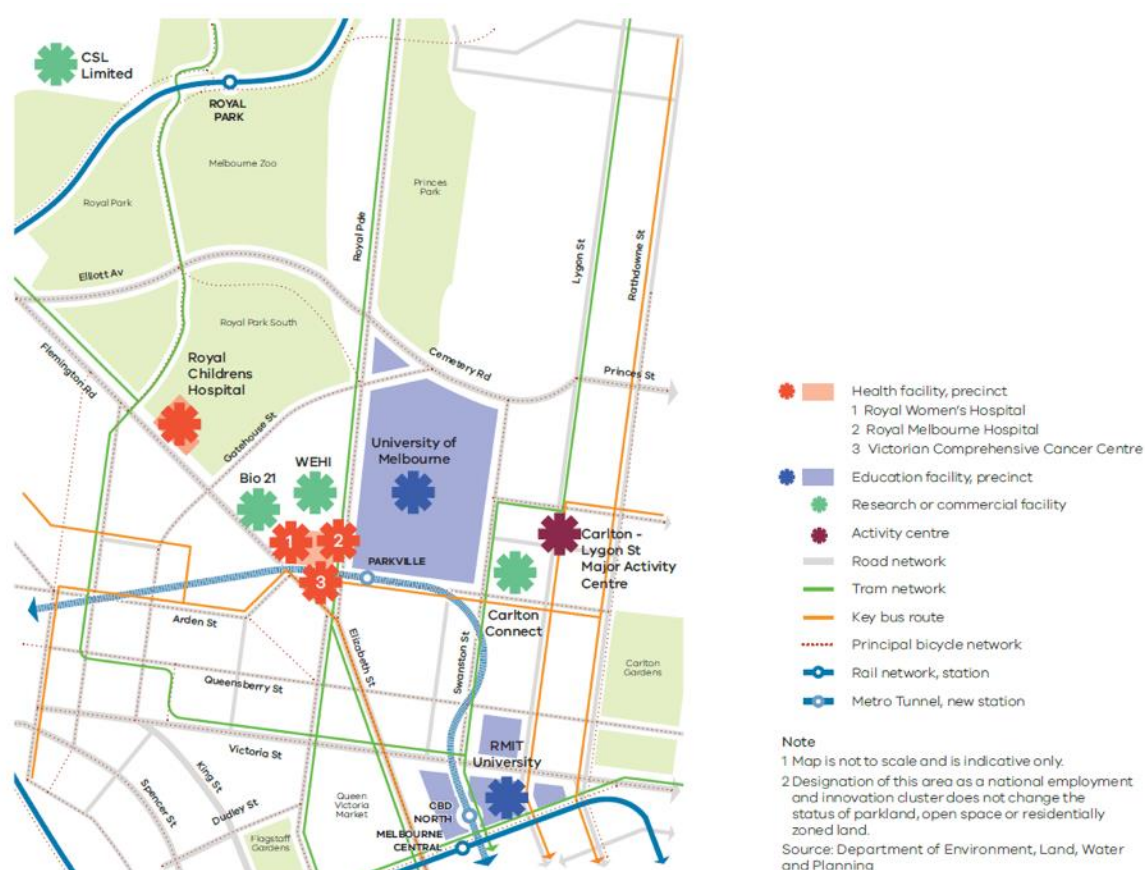 CSL
Limited
ROYAL
PARK
Melbourne Zoo
Royal Park
Princes
Park
Royal Pde
Lygon St
Rathdowne St
Elliott Av
Royal Park South
Flemington Rd
Royal
Childrens
Hospital
Cemetery Rd
Princes St
Gatehouse St
University of
Melbourne
WEHI
Bio 21
1
2
3
PARKVILLE
Carlton -
Lygon St
Major Activity
Centre
Carlton
Connect
Arden St
Elizabeth St
Swanston St
Carlton
Gardens
Queensberry St
Victoria St
RMIT
University
King St
Spencer St
Dudley St
Queen
Victoria
Market
Flagstaff
Gardens
CBD
NORTH
MELBOURNE
CENTRAL
Health facility, precinct
1 Royal Women's Hospital
2 Royal Melbourne Hospital
3 Victorian Comprehensive Cancer Centre
Education facility, precinct
Research or commercial facility
Activity centre
Road network
Tram network
Key bus route
Principal bicycle network
Rail network, station
Metro Tunnel, new station
Note
1 Map is not to scale and is indicative only.
2 Designation of this area as a national employment
and innovation cluster does not change the
status of parkland, open space or residentially
zoned land.
Source: Department of Environment, Land, Water
and Planning